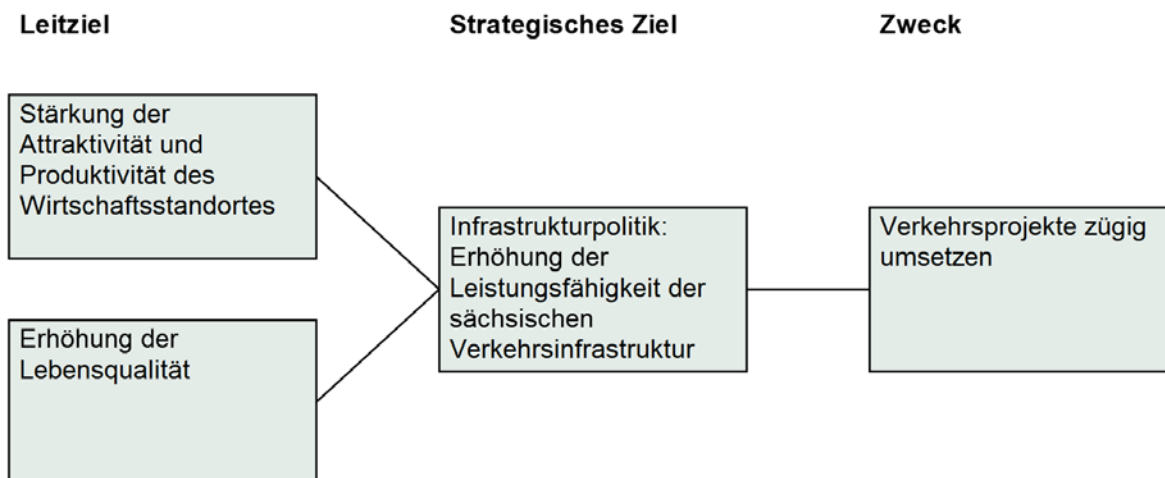 Leitziel
Strategisches Ziel
Zweck
Stärkung der
Attraktivität und
Produktivität des
Wirtschaftsstandortes
Erhöhung der
Lebensqualität
Infrastrukturpolitik:
Erhöhung der
Leistungsfähigkeit der
sächsischen
Verkehrsinfrastruktur
Verkehrsprojekte zügig
umsetzen